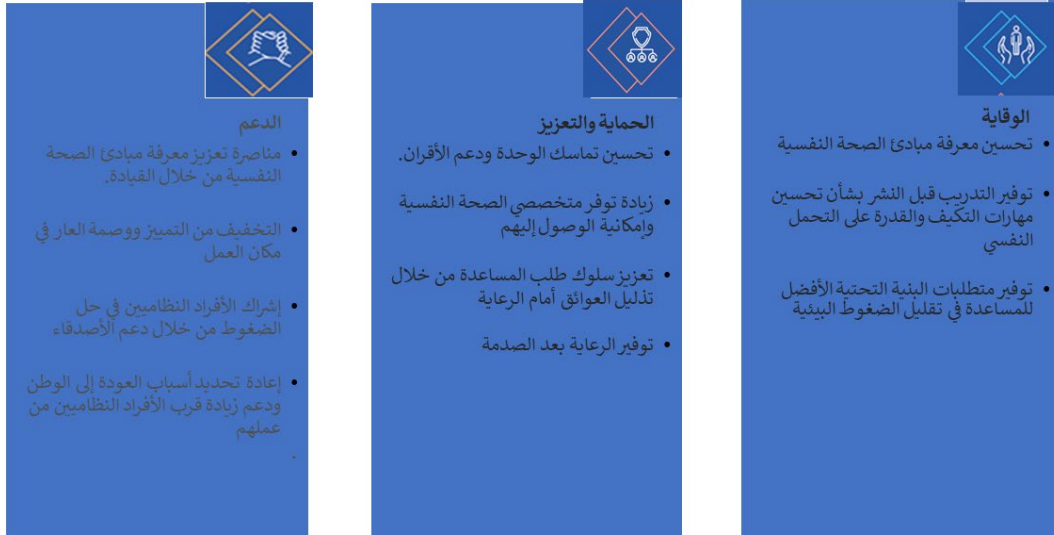 الوقاية
• تحسين معرفة مبادئ الصحة النفسية
• توفير التدريب قبل النشر بشأن تحسين
مهارات التكيف والقدرة على التحمل
النفسي
• توفير متطلبات البنية التحتية الأفضل
للمساعدة في تقليل الضغوط البيئية
الحماية والتعزيز
• تحسين تماسك الوحدة ودعم الأقران.
• زيادة توفر متخصصي الصحة النفسية
وإمكانية الوصول إليهم
• تعزيز سلوك طلب المساعدة من خلال
تذليل العوائق أمام الرعاية
• توفير الرعاية بعد الصدمة
الدعم
• مناصرة تعزيز معرفة مبادئ الصحة
النفسية من خلال القيادة.
• التخفيف من التمييز ووصمة العار في
مكان العمل
• إشراك الأفراد النظاميين في حل
الضغوط من خلال دعم الأصدقاء
• إعادة تحديد أسباب العودة إلى الوطن
ودعم زيادة قرب الأفراد النظاميين من
عملهم
.